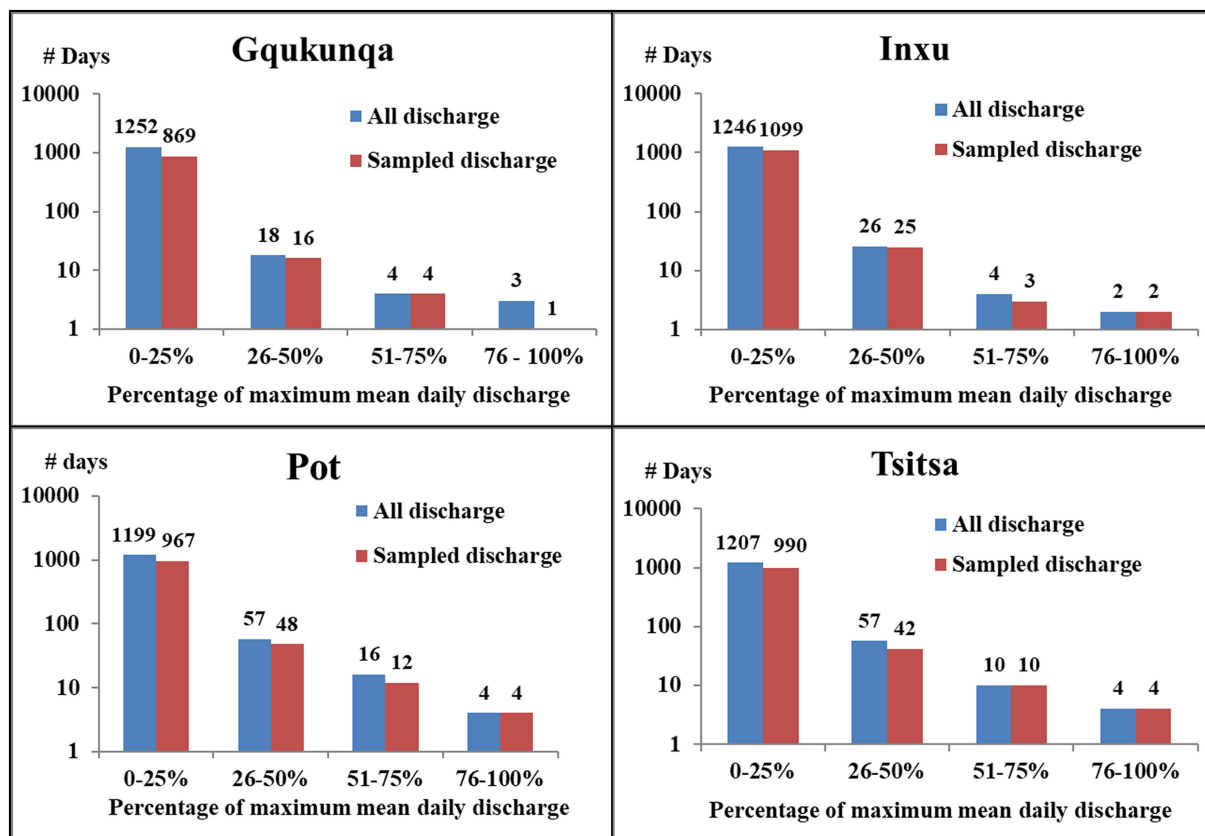 Gqukunqa
# Days
10000
1000
100
10
1
1252 869
18 16
4 4
3 1
All discharge
Sampled discharge
0-25% 26-50% 51-75% 76 - 100%
Percentage of maximum mean daily discharge
Inxu
# Days
10000
1000
100
10
1
1246 1099
26 25
4 3
2 2
All discharge
Sampled discharge
0-25% 26-50% 51-75% 76-100%
Percentage of maximum mean daily discharge
Pot
# days
10000
1000
100
10
1
1199 967
57 48
16 12
4 4
All discharge
Sampled discharge
0-25% 26-50% 51-75% 76-100%
Percentage of maximum mean daily discharge
Tsitsa
# Days
10000
1000
100
10
1
1207 990
57 42
10 10
4 4
All discharge
Sampled discharge
0-25% 26-50% 51-75% 76-100%
Percentage of maximum mean daily discharge